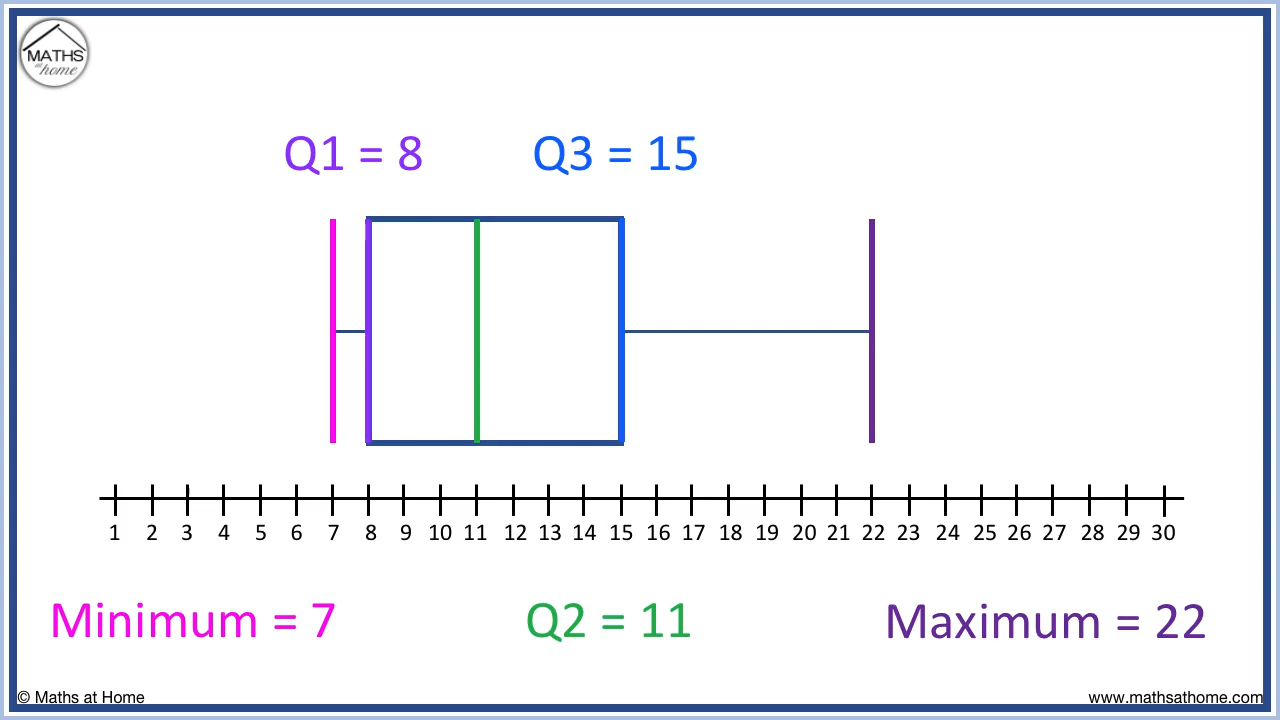 MATHS
at home
Q1 = 8 Q3 = 15
1 2 3 4 5 6 7 8 9 10 11 12 13 14 15 16 17 18 19 20 21 22 23 24 25 26 27 28 29 30
Minimum = 7 Q2 = 11 Maximum = 22
© Maths at Home www.mathsathome.com